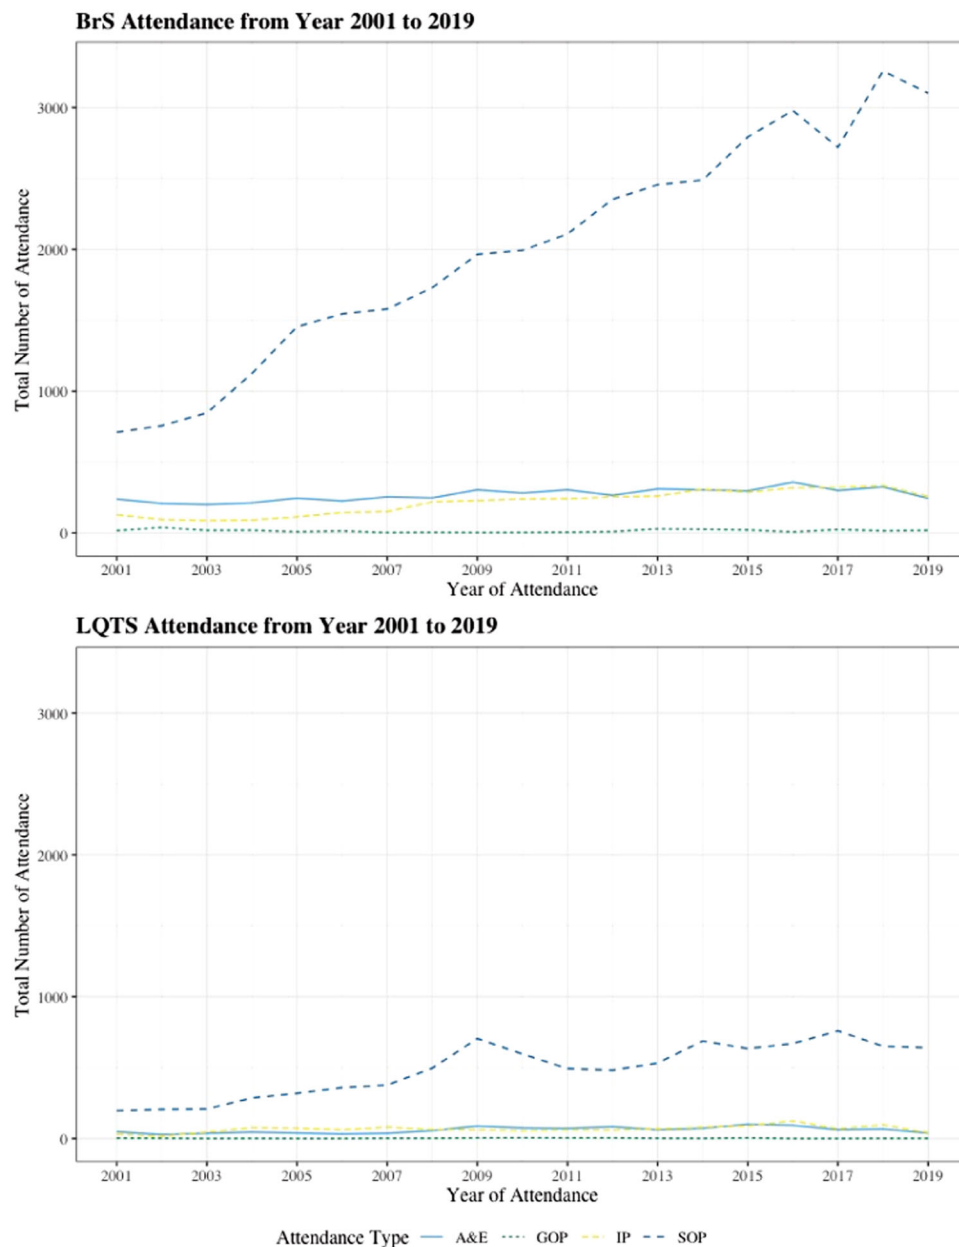 BrS Attendance from Year 2001 to 2019
Total Number of Attendance
3000
2000
1000
0
2001 2003 2005 2007 2009 2011 2013 2015 2017 2019
Year of Attendance
LQTS Attendance from Year 2001 to 2019
Total Number of Attendance
3000
2000
1000
0
2001 2003 2005 2007 2009 2011 2013 2015 2017 2019
Year of Attendance
Attendance Type A&E GOP IP SOP